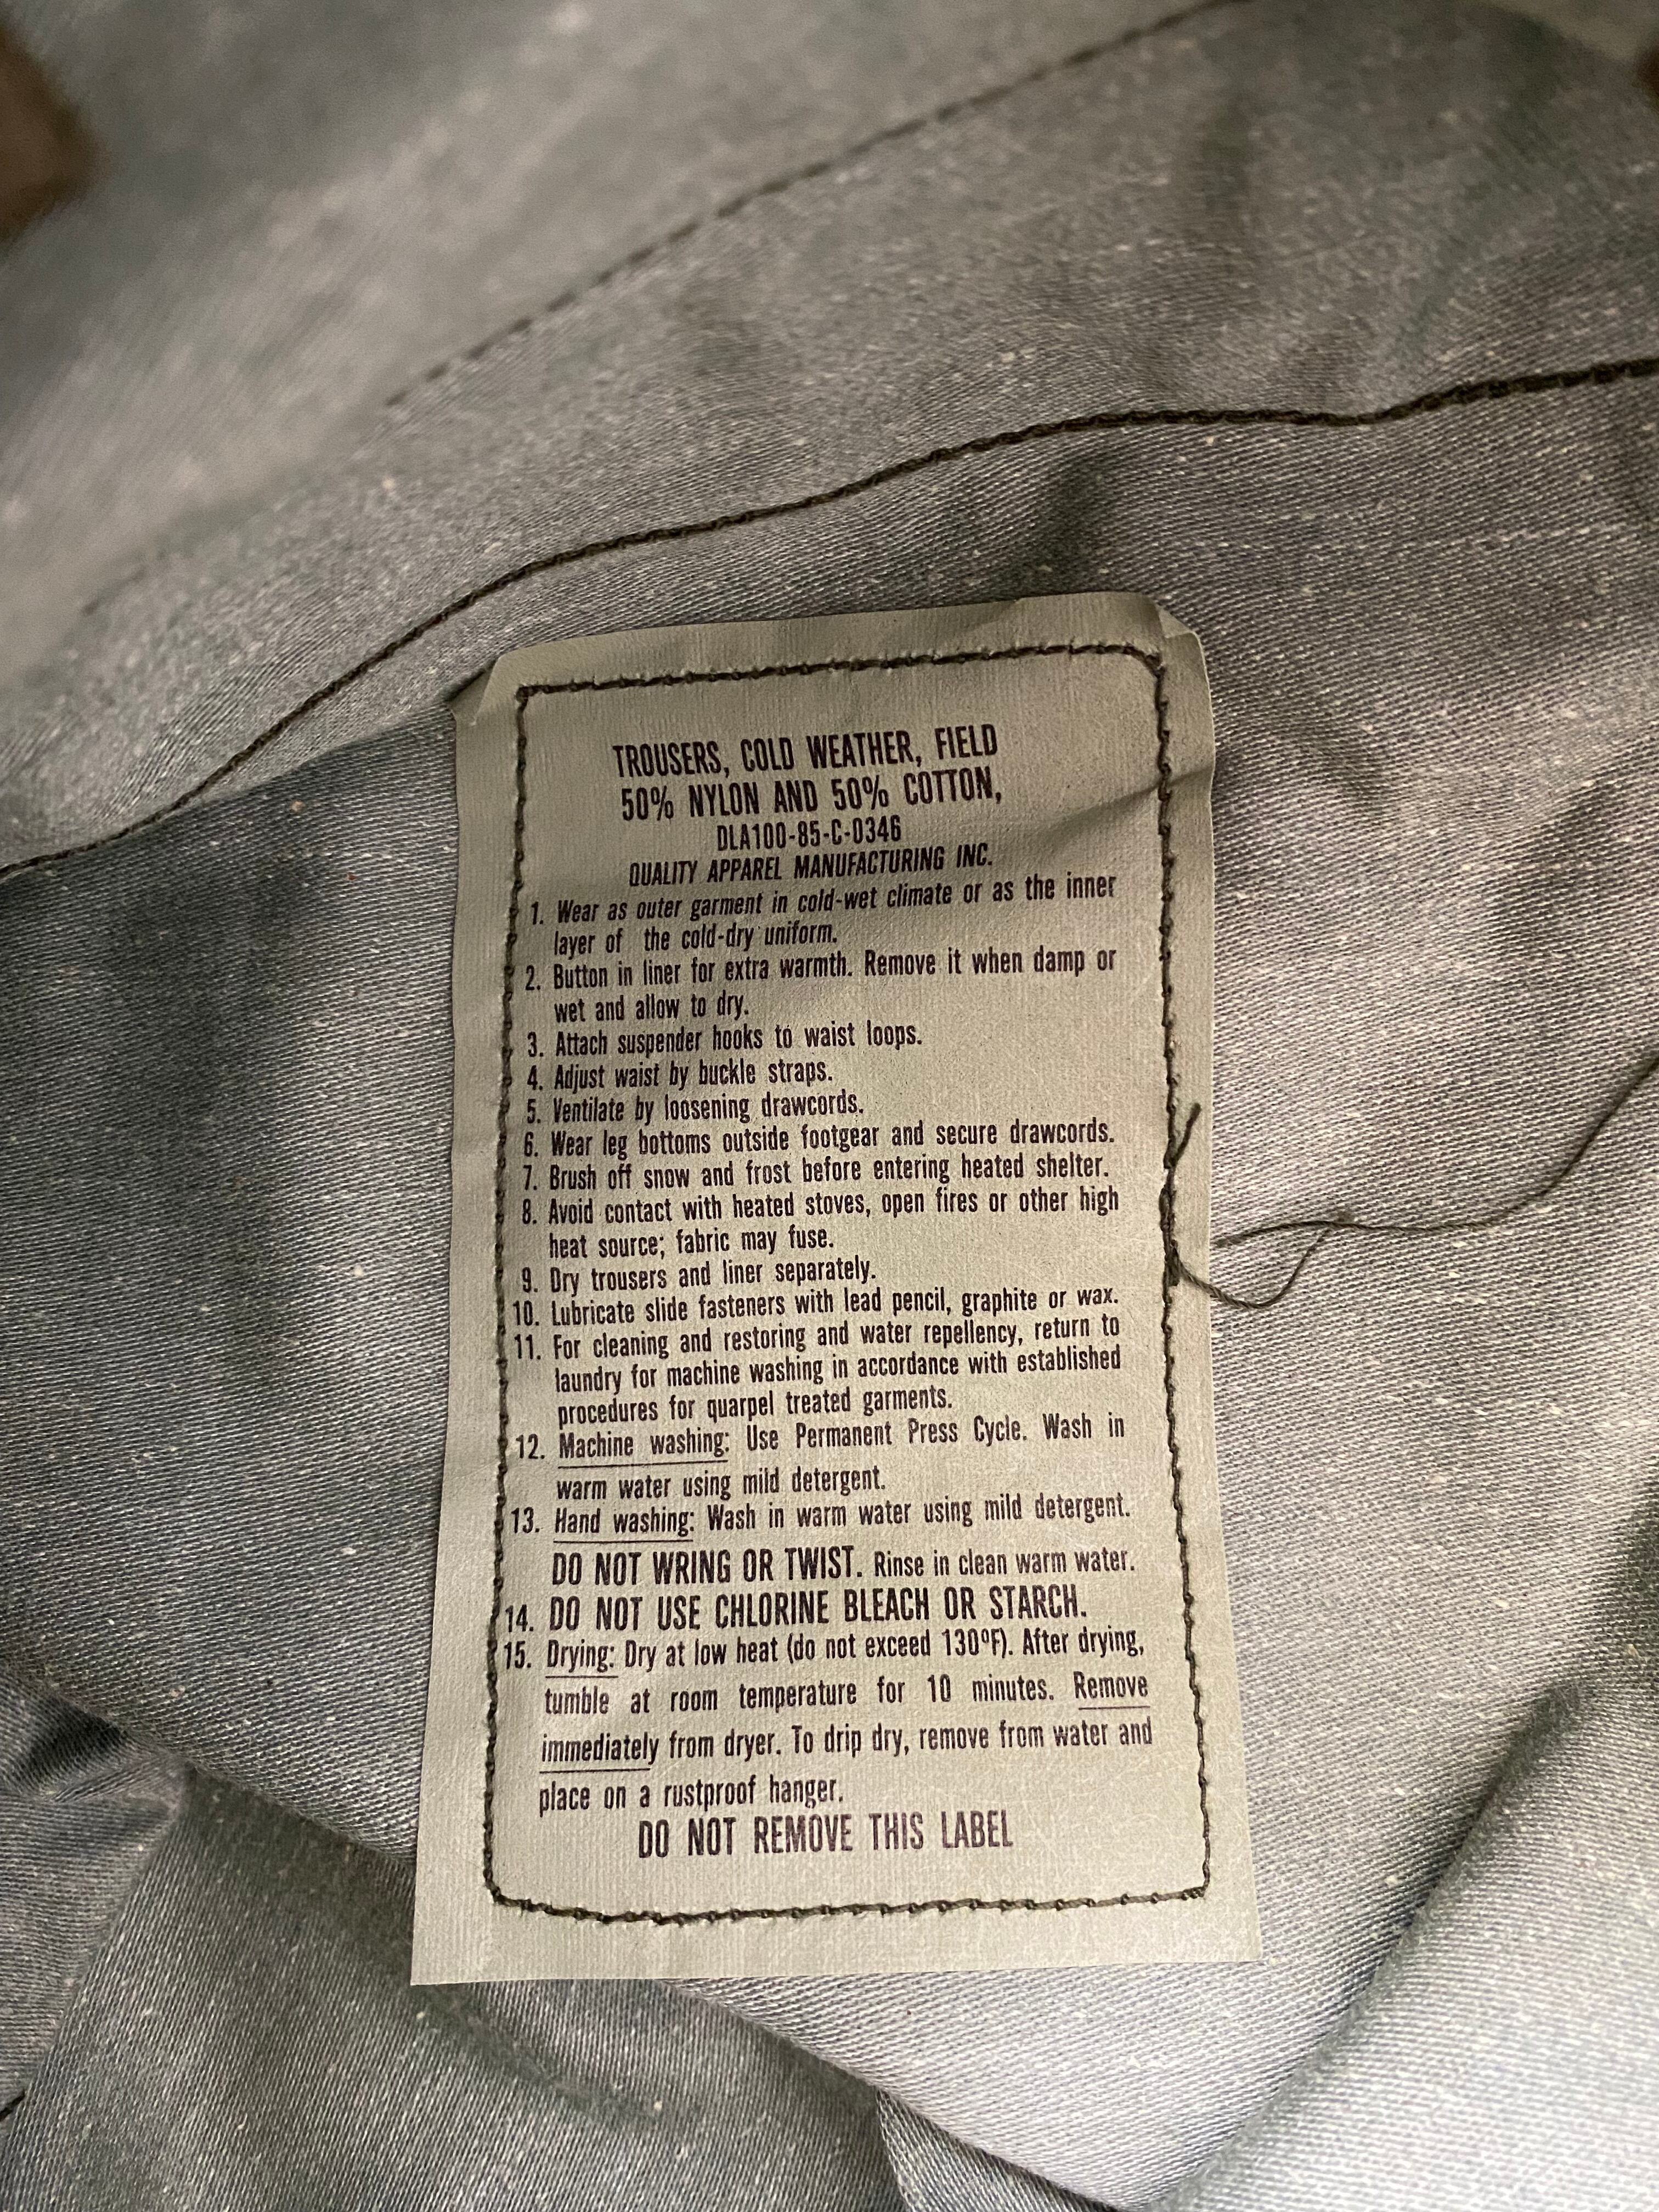 TROUSERS, COLD WEATHER, FIELD
50% NYLON AND 50% COTTON,
DLA100-85-C-0346
QUALITY APPAREL MANUFACTURING INC.
1. Wear as outer garment in cold-wet climate or as the inner
layer of the cold-dry uniform.
2. Button in liner for extra warmth. Remove it when damp or
wet and allow to dry.
3. Attach suspender hooks to waist loops.
4. Adjust waist by buckle straps.
5. Ventilate by loosening drawcords.
6. Wear leg bottoms outside footgear and secure drawcords.
7. Brush off snow and frost before entering heated shelter.
8. Avoid contact with heated stoves, open fires or other high
heat source; fabric may fuse.
9. Dry trousers and liner separately.
10. Lubricate slide fasteners with lead pencil, graphite or wax.
11. For cleaning and restoring and water repellency, return to
laundry for machine washing in accordance with established
procedures for quarpel treated garments.
12. Machine washing: Use Permanent Press Cycle. Wash in
warm water using mild detergent.
13. Hand washing: Wash in warm water using mild detergent.
DO NOT WRING OR TWIST. Rinse in clean warm water.
14. DO NOT USE CHLORINE BLEACH OR STARCH.
15. Drying: Dry at low heat (do not exceed 130ºF). After drying,
tumble at room temperature for 10 minutes. Remove
immediately from dryer. To drip dry, remove from water and
place on a rustproof hanger.
DO NOT REMOVE THIS LABEL